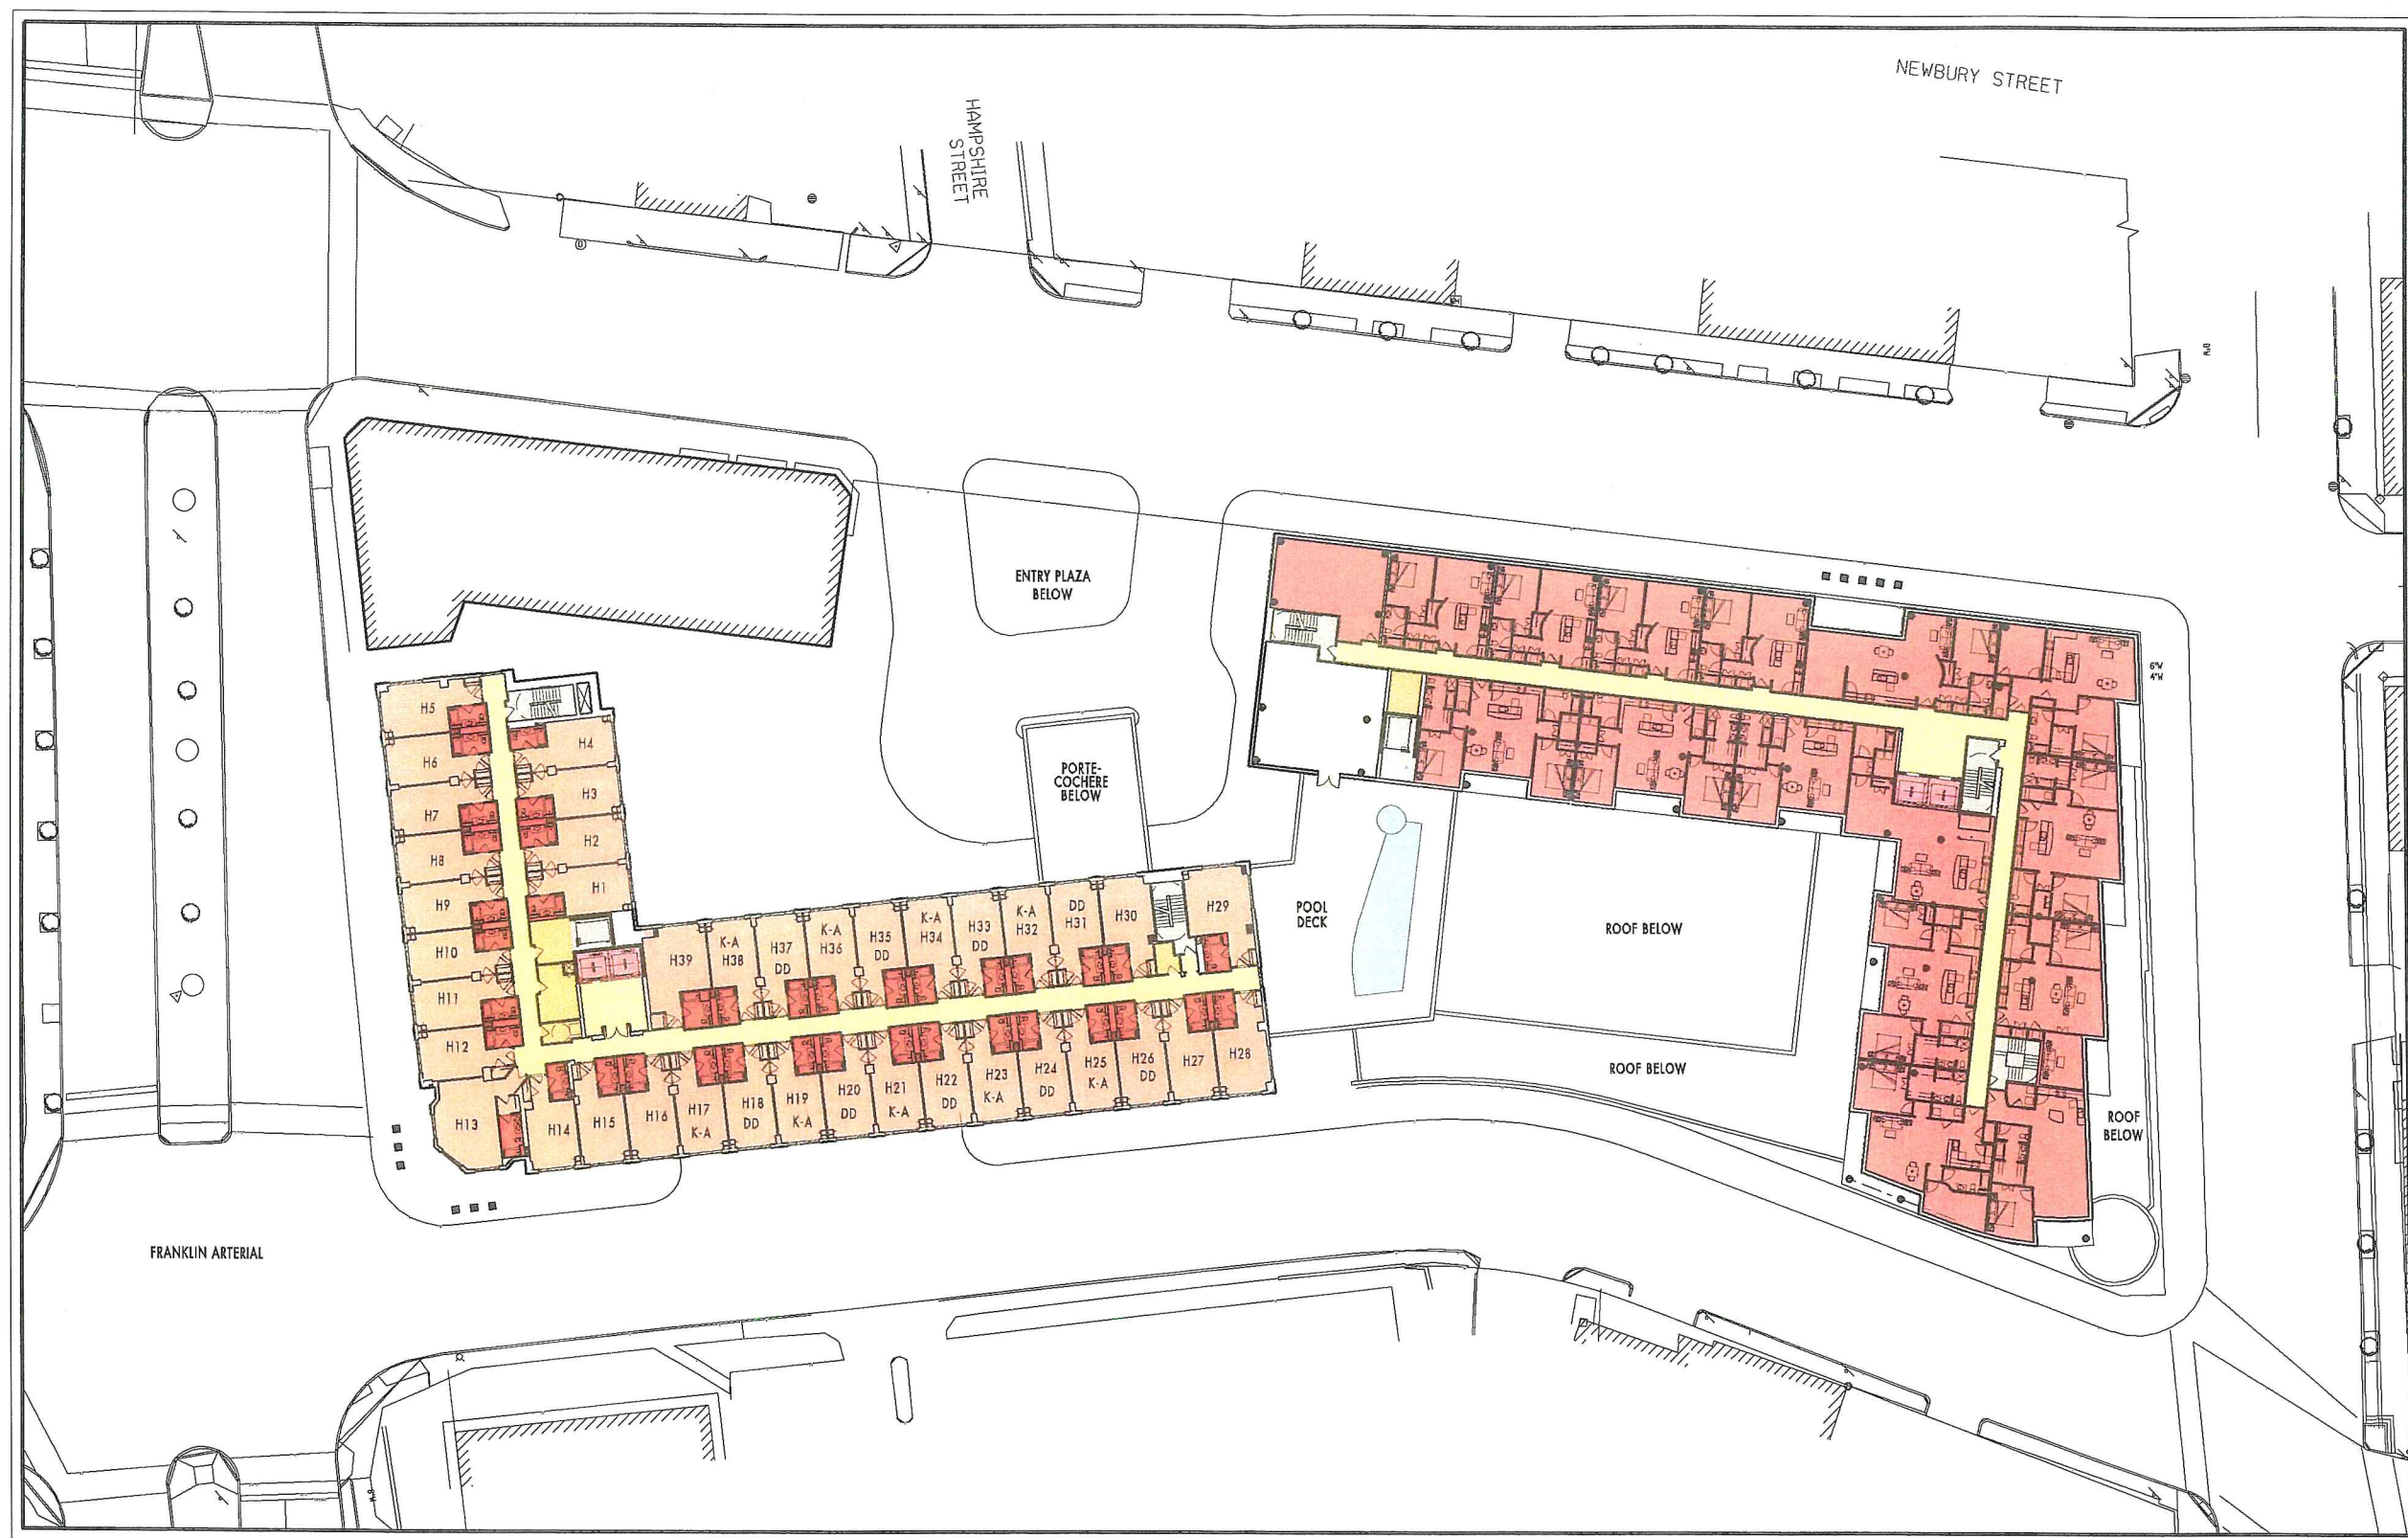 NEWBURY STREET
HAMPSHIRE
STREET
ENTRY PLAZA
BELOW
6"W
4"W
H5
H4
H6
H3
H7
H2
H8
H1
H9
H10
H11
H12
H13
PORTE-
COCHERE
BELOW
POOL
DECK
ROOF BELOW
ROOF BELOW
ROOF
BELOW
H39
K-A
H38
H37
DD
K-A
H36
H35
DD
K-A
H34
H33
DD
K-A
H32
DD
H31
H30
H29
H14
H15
H16
H17
K-A
H18
DD
H19
K-A
H20
DD
H21
K-A
H22
DD
H23
K-A
H24
DD
H25
K-A
H26
DD
H27
H28
FRANKLIN ARTERIAL